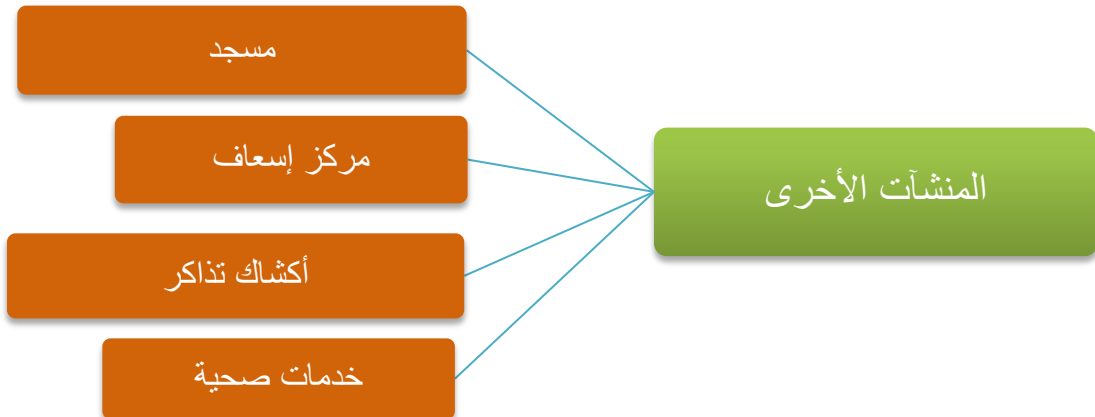 المنشآت الأخرى
مسجد
مركز إسعاف
أكشاك تذاكر
خدمات صحية